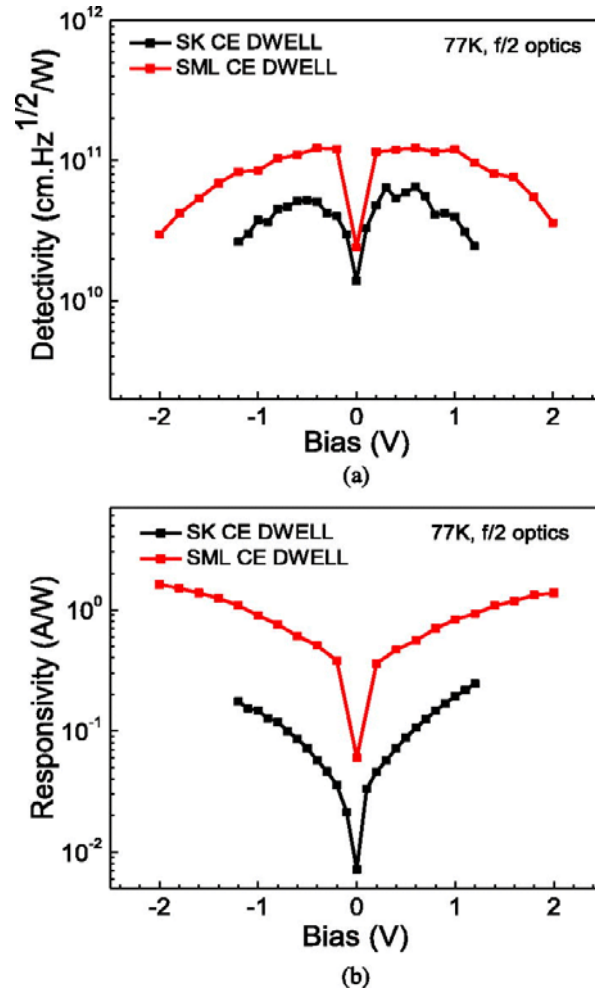 10^12
SK CE DWELL
77K, f/2 optics
SML CE DWELL
Detectivity (cm.Hz^1/2/W)
10^11
10^10
-2 -1 0 1 2
Bias (V)
(a)
SK CE DWELL
77K, f/2 optics
SML CE DWELL
Responsivity (A/W)
10^0
10^-1
10^-2
-2 -1 0 1 2
Bias (V)
(b)